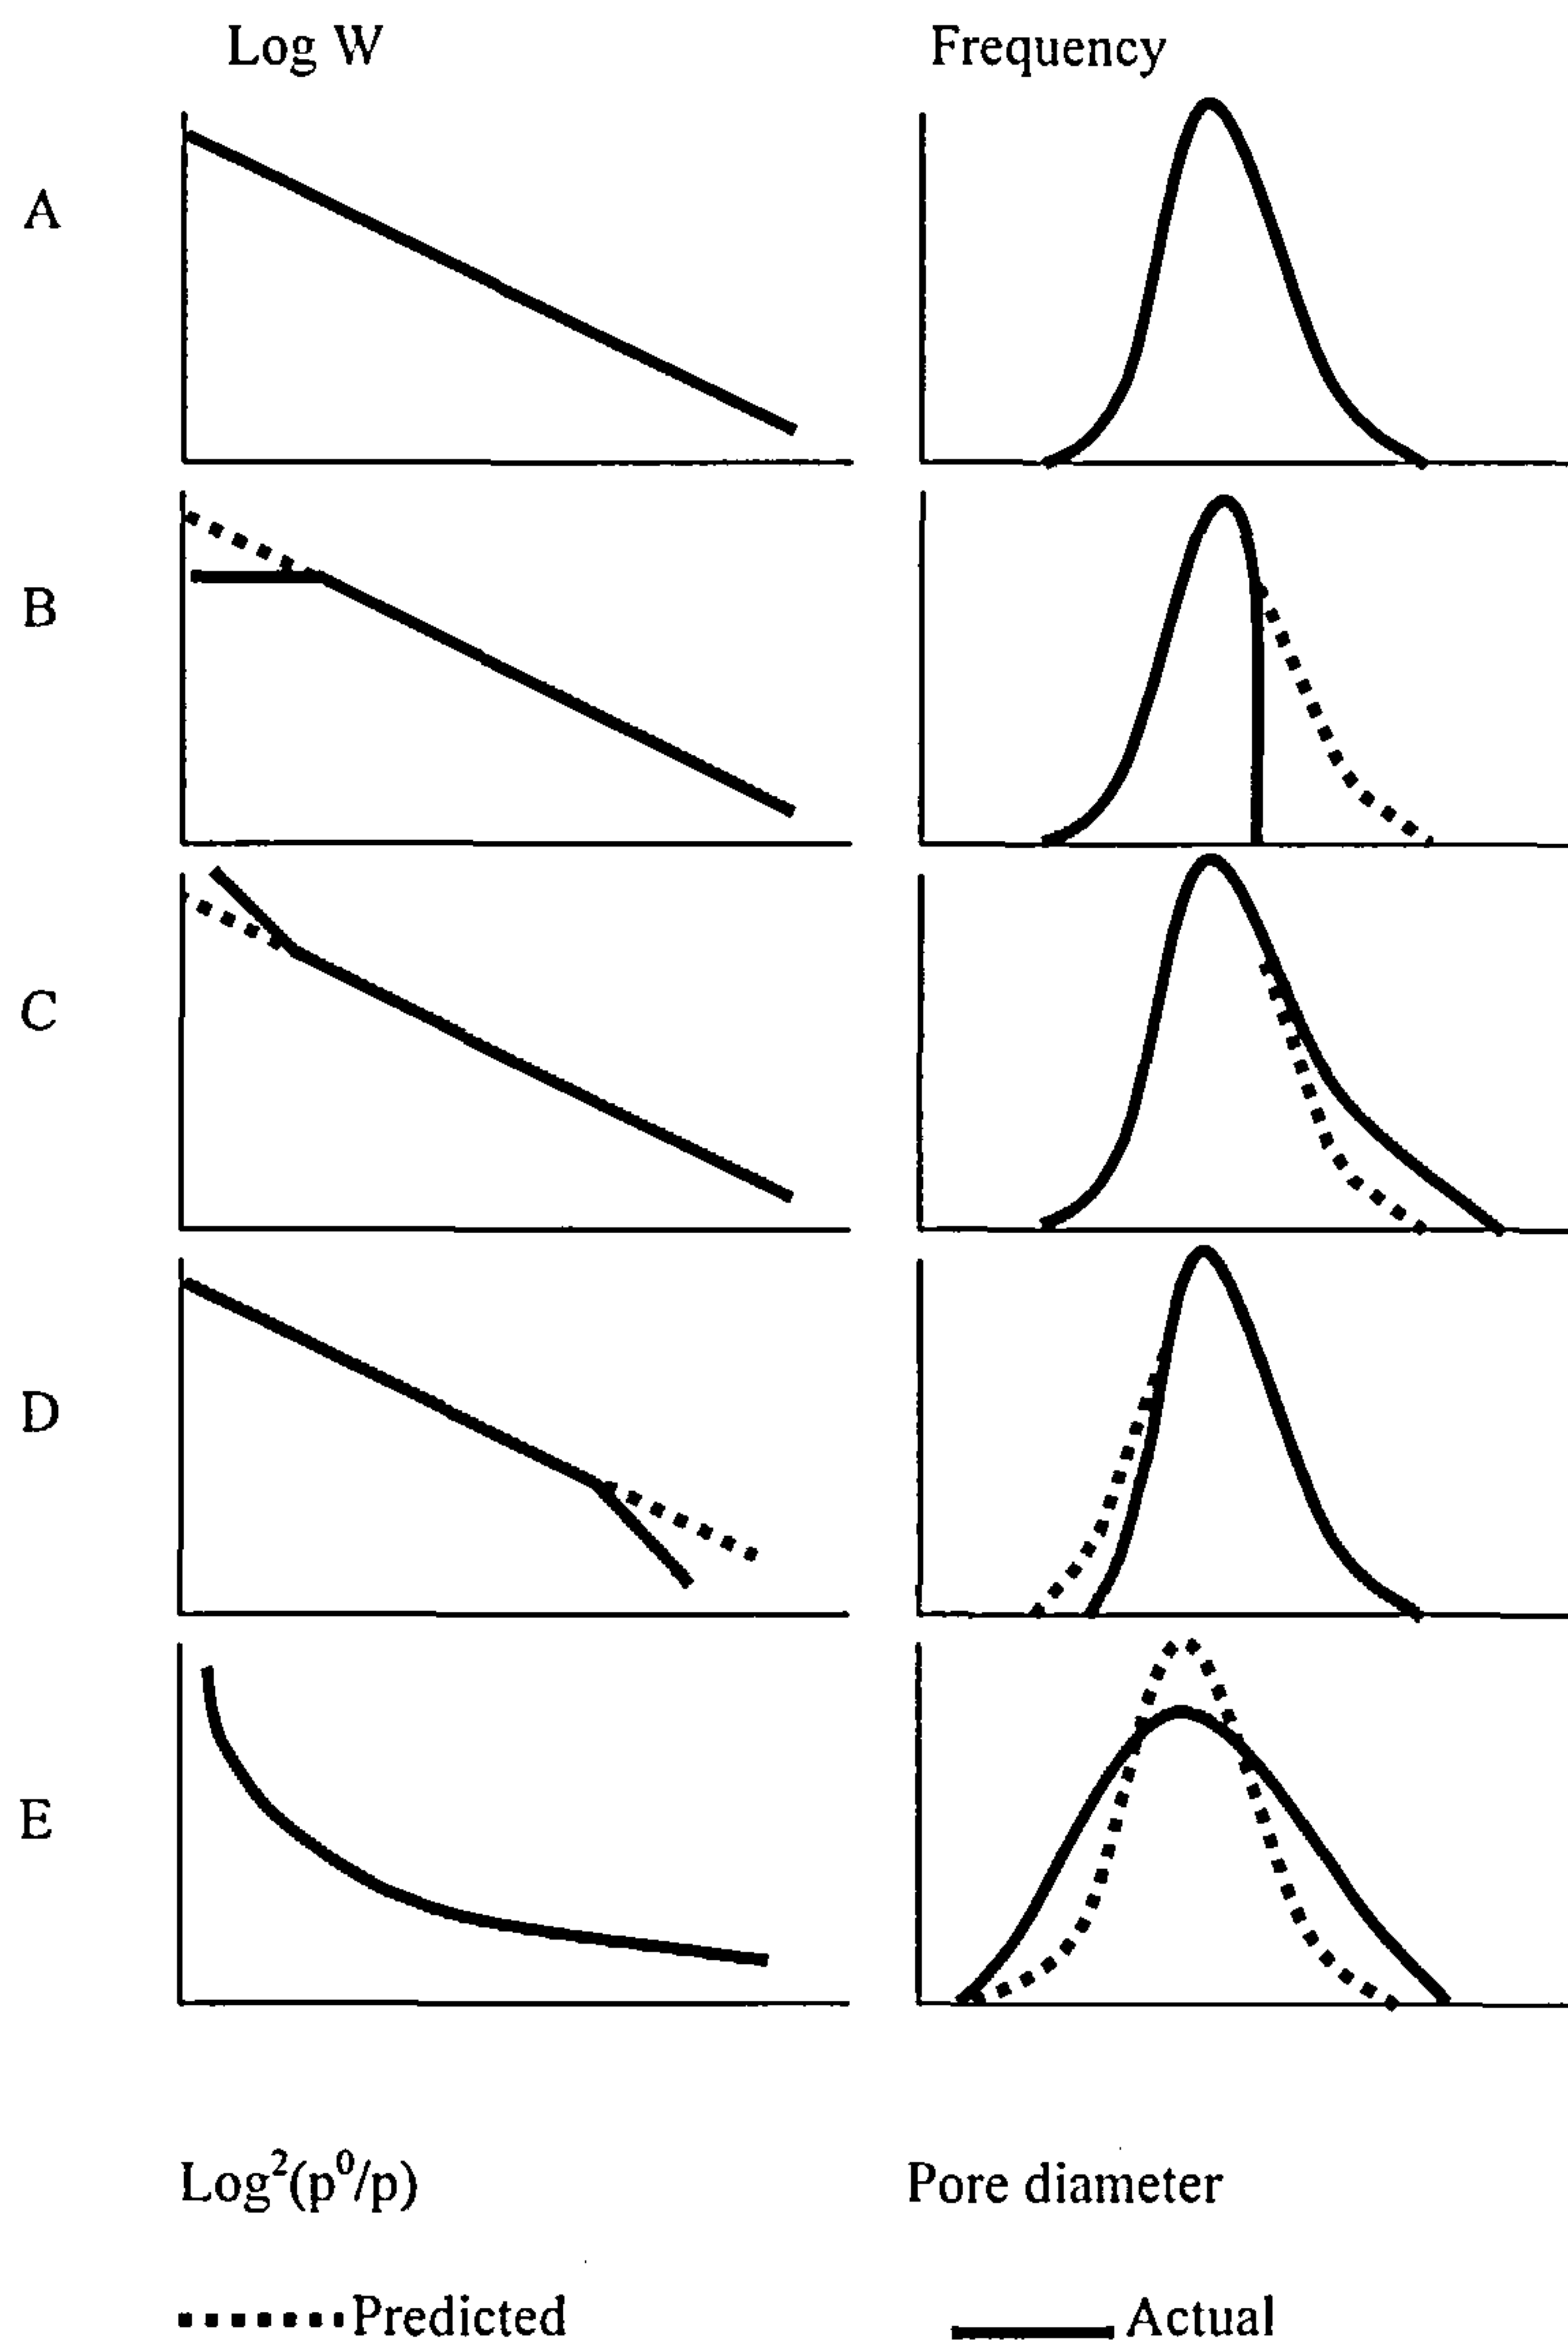 Log W Frequency
A
B
C
D
E
Log²(p⁰/p) Pore diameter
Predicted Actual